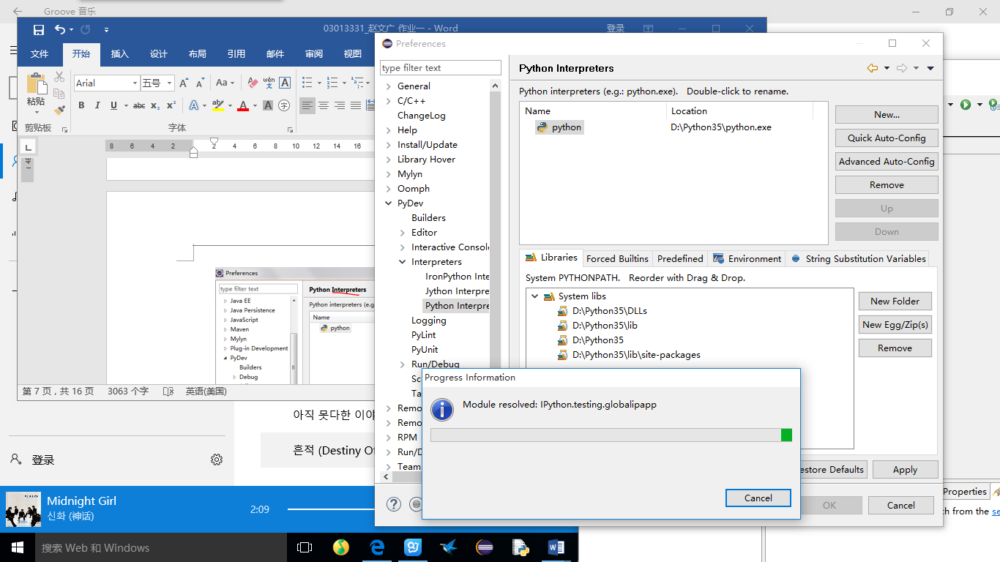 Groove 音乐
03013331_赵文广 作业一 - Word
登录
文件 开始 插入 设计 布局 引用 邮件 审阅 视图
粘贴
Arial 五号
Aa
wén 文 A
B I U abc x₂ x²
A A A 字
剪贴板 字体
8 6 4 2 2 4 6 8 10 12 14 16
Preferences
type filter text
Java EE
Java Persistence
JavaScript
Maven
Mylyn
Plug-in Development
PyDev
Builders
Debug
Python Interpreters
Python interpreters (e.g.
Name
python
第 7 页，共 16 页 3063 个字 英语(美国)
아직 못다한 이야
흔적 (Destiny Of
登录
Midnight Girl
신화 (神话)
2:09
搜索 Web 和 Windows
Preferences
type filter text
General
C/C++
ChangeLog
Help
Install/Update
Library Hover
Mylyn
Oomph
PyDev
Builders
Editor
Interactive Consol
Interpreters
IronPython Inte
Jython Interpre
Python Interpre
Logging
PyLint
PyUnit
Run/Debug
Sc
Ta
Remo
Remo
RPM
Run/D
Team
Python Interpreters
Python interpreters (e.g.: python.exe). Double-click to rename.
Name Location
python D:\Python35\python.exe
New...
Quick Auto-Config
Advanced Auto-Config
Remove
Up
Down
Libraries Forced Builtins Predefined Environment String Substitution Variables
System PYTHONPATH. Reorder with Drag & Drop.
System libs
D:\Python35\DLLs
D:\Python35\lib
D:\Python35
D:\Python35\lib\site-packages
New Folder
New Egg/Zip(s)
Remove
Progress Information
Module resolved: IPython.testing.globalipapp
Cancel
estore Defaults Apply
OK Cancel
Properties
ch from the se